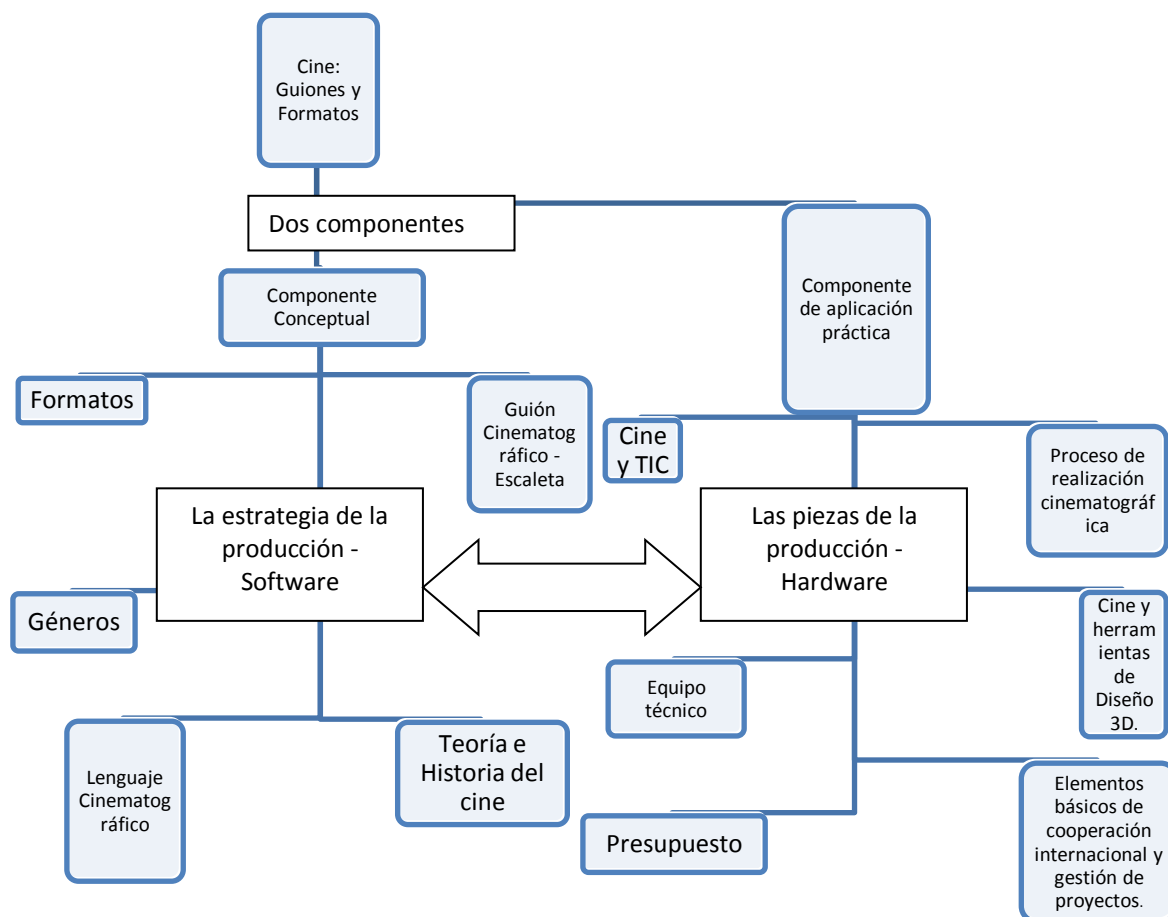 Cine:
Guiones y
Formatos
Dos componentes
Componente
Conceptual
Componente
de aplicación
práctica
Formatos
Guión
Cinematog
ráfico -
Escaleta
Cine
y TIC
Proceso de
realización
cinematográf
ica
La estrategia de la
producción -
Software
Las piezas de la
producción -
Hardware
Géneros
Cine y
herram
ientas
de
Diseño
3D.
Equipo
técnico
Lenguaje
Cinematog
ráfico
Teoría e
Historia del
cine
Presupuesto
Elementos
básicos de
cooperación
internacional y
gestión de
proyectos.